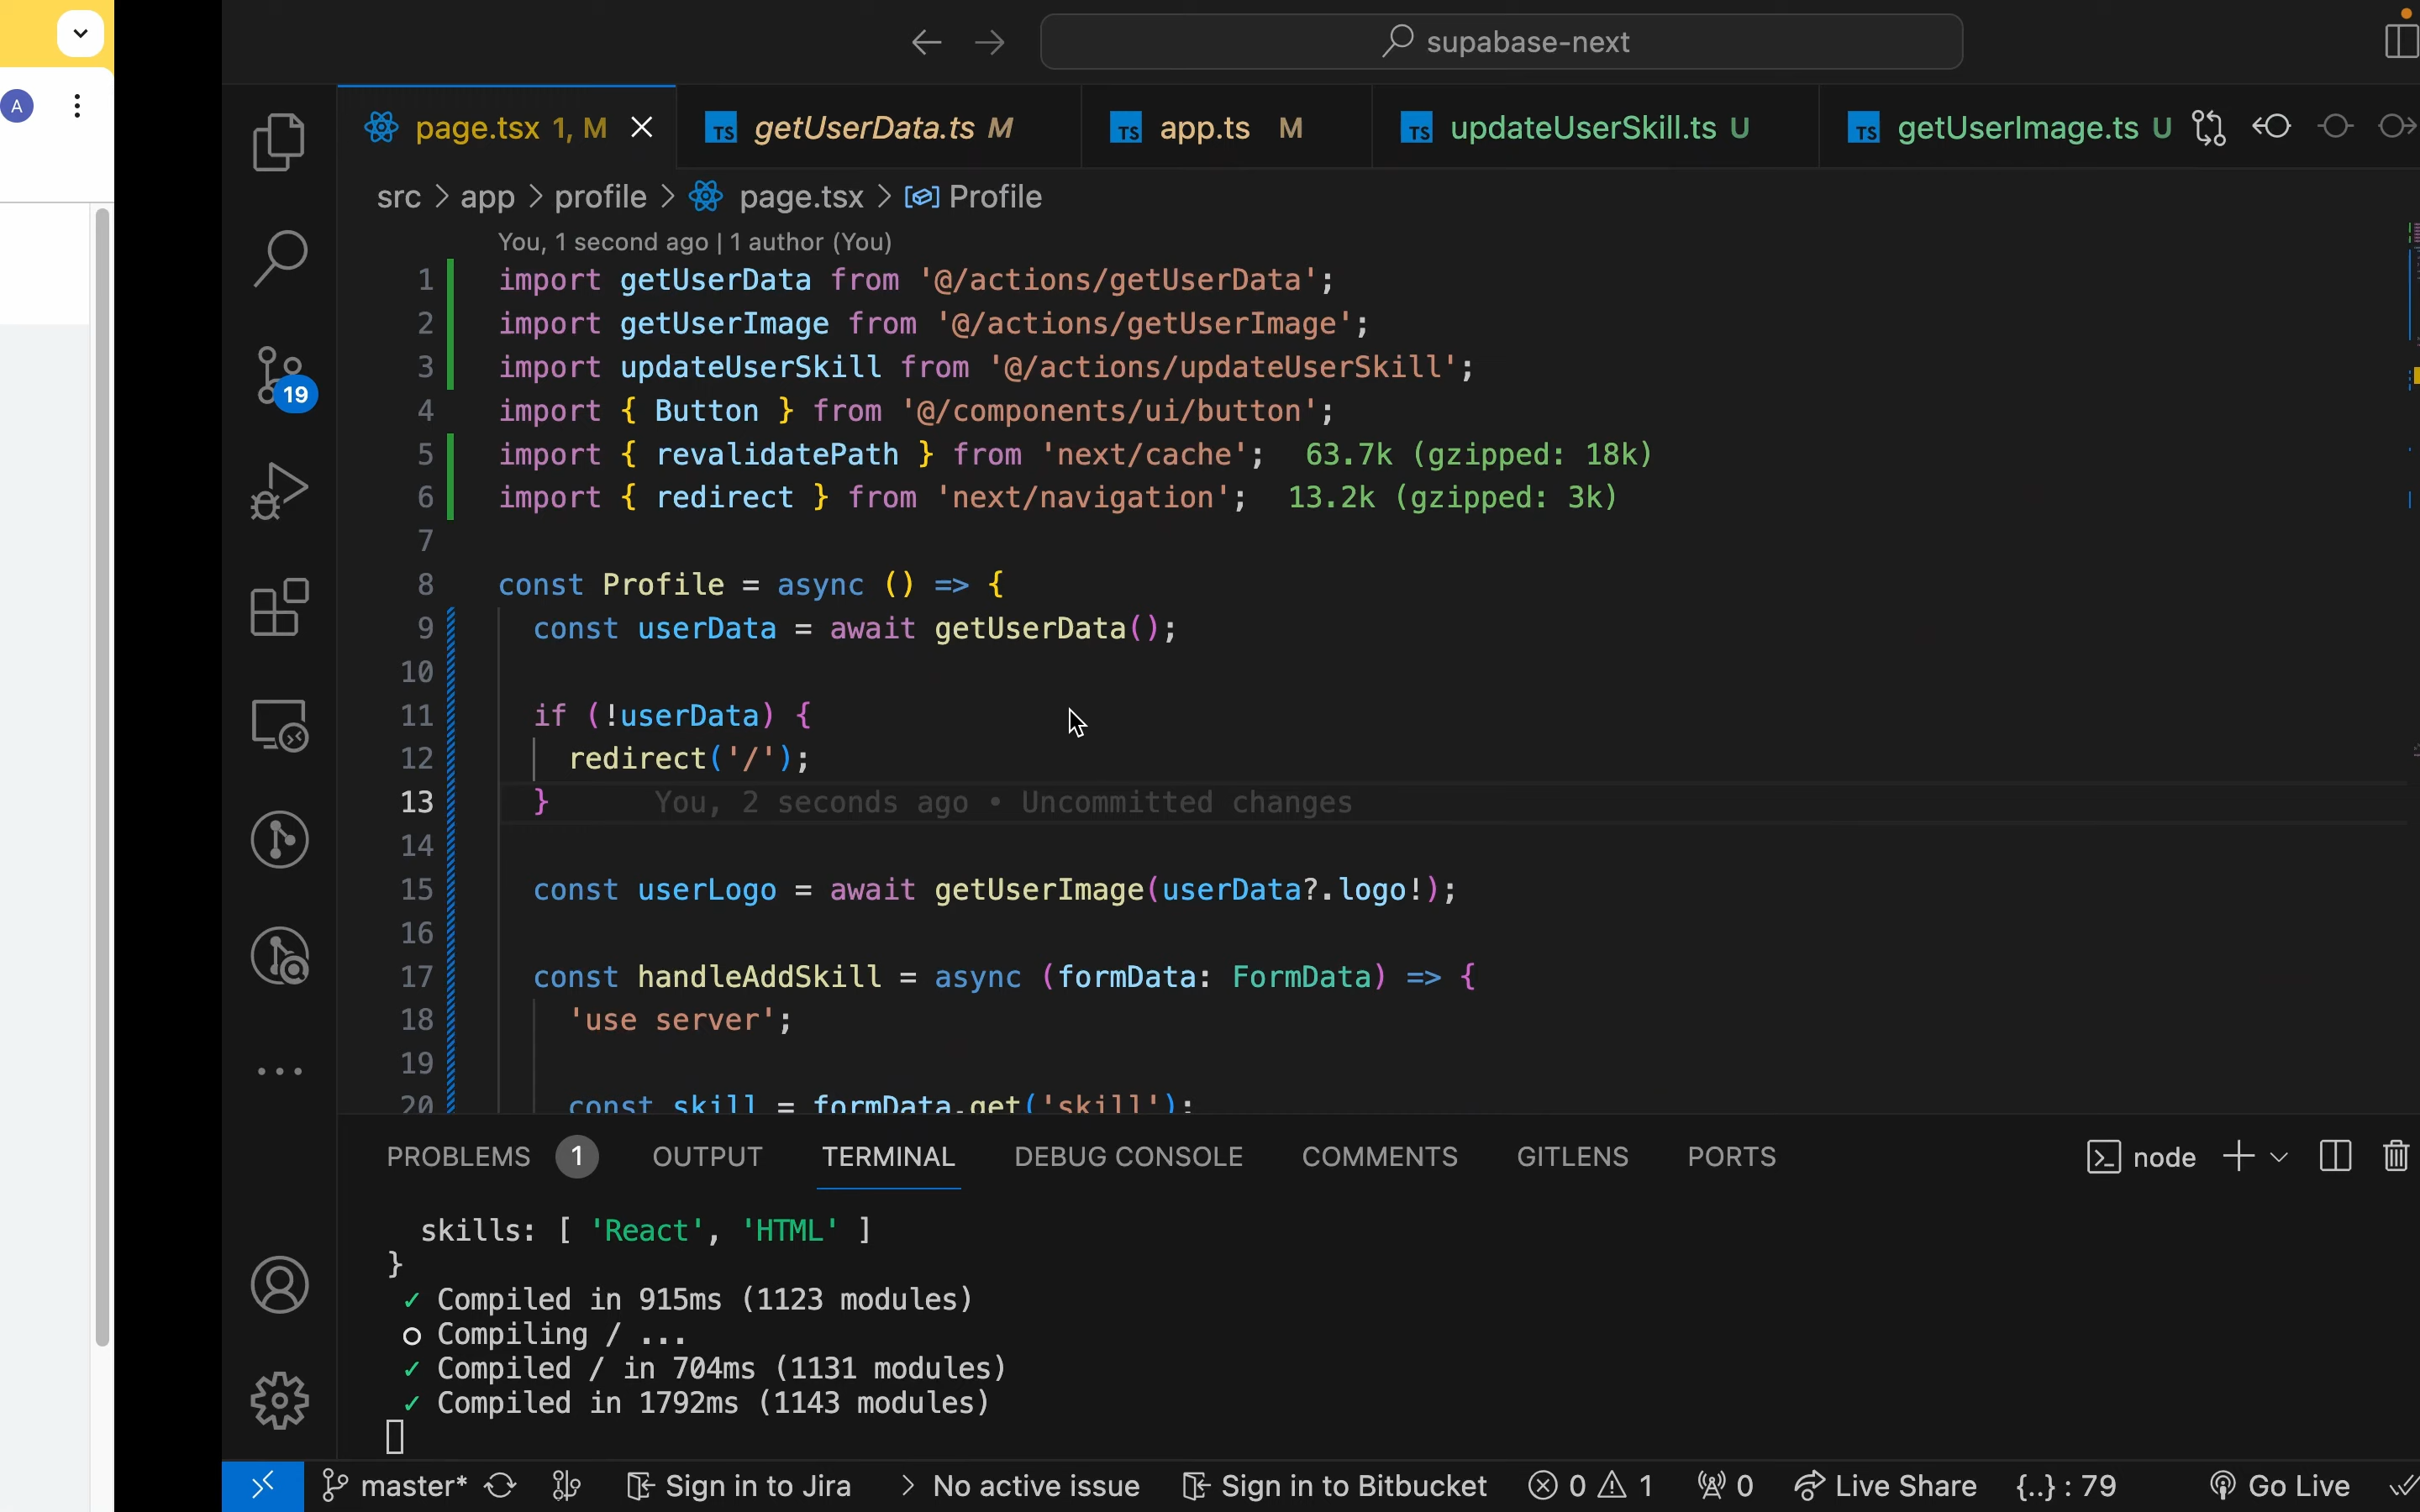 A
supabase-next
page.tsx 1, M
TS getUserData.ts M
TS app.ts M
TS updateUserSkill.ts U
TS getUserImage.ts U
src > app > profile > page.tsx > Profile
You, 1 second ago | 1 author (You)
1 import getUserData from '@/actions/getUserData';
2 import getUserImage from '@/actions/getUserImage';
3 import updateUserSkill from '@/actions/updateUserSkill';
4 import { Button } from '@/components/ui/button';
5 import { revalidatePath } from 'next/cache'; 63.7k (gzipped: 18k)
6 import { redirect } from 'next/navigation'; 13.2k (gzipped: 3k)
7
8 const Profile = async () => {
9 const userData = await getUserData();
10
11 if (!userData) {
12 redirect('/');
13 } You, 2 seconds ago • Uncommitted changes
14
15 const userLogo = await getUserImage(userData?.logo!);
16
17 const handleAddSkill = async (formData: FormData) => {
18 'use server';
19
20 const skill = formData.get('skill');
19
PROBLEMS 1 OUTPUT TERMINAL DEBUG CONSOLE COMMENTS GITLENS PORTS
node
skills: [ 'React', 'HTML' ]
}
✓ Compiled in 915ms (1123 modules)
○ Compiling / ...
✓ Compiled / in 704ms (1131 modules)
✓ Compiled in 1792ms (1143 modules)
master* Sign in to Jira > No active issue Sign in to Bitbucket 0 1 0 Live Share {..} : 79 Go Live